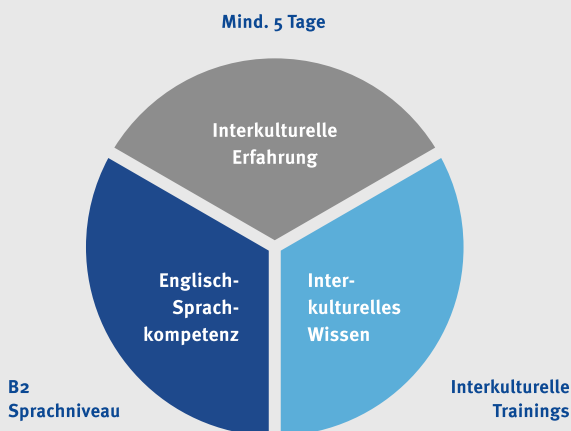 Mind. 5 Tage
Interkulturelle
Erfahrung
Englisch-
Sprach-
kompetenz
Inter-
kulturelles
Wissen
B2
Sprachniveau
Interkulturelle
Trainings